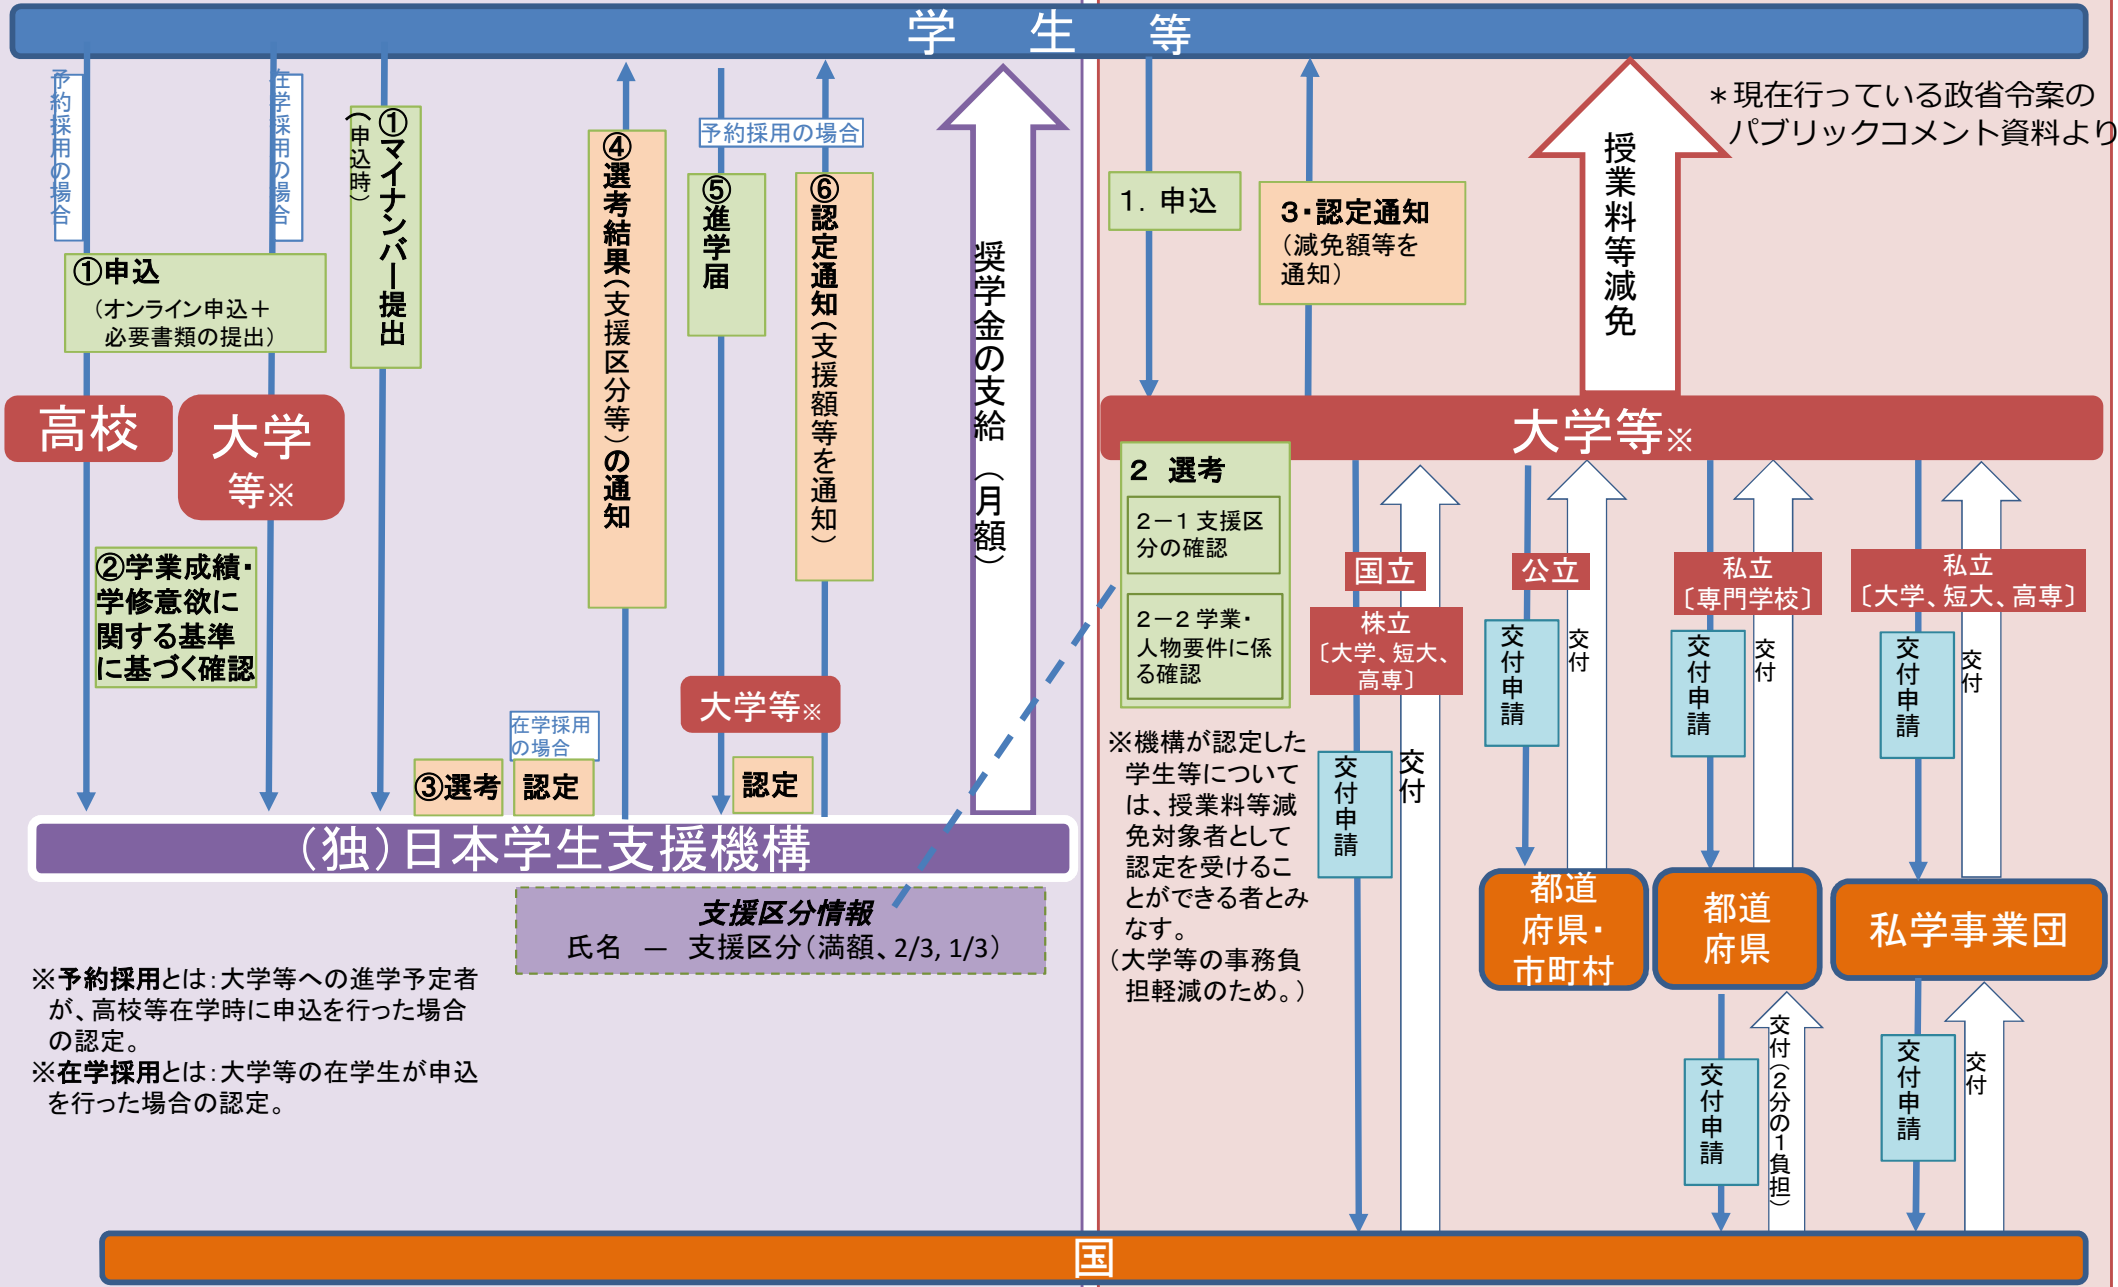 学　生　等
予約採用の場合
在学採用の場合
①マイナンバー提出
（申込時）
①申込
（オンライン申込＋
必要書類の提出）
高校
大学
等※
②学業成績・
学修意欲に
関する基準
に基づく確認
③選考
在学採用
の場合
認定
④選考結果（支援区分等）の通知
予約採用の場合
⑤進学届
⑥認定通知（支援額等を通知）
大学等※
認定
奨学金の支給（月額）
（独）日本学生支援機構
支援区分情報
氏名　―　支援区分（満額、2/3, 1/3）
※予約採用とは：大学等への進学予定者
が、高校等在学時に申込を行った場合
の認定。
※在学採用とは：大学等の在学生が申込
を行った場合の認定。
＊現在行っている政省令案の
パブリックコメント資料より
１．申込
３・認定通知
（減免額等を
通知）
授業料等減免
大学等※
２　選考
２－１ 支援区
分の確認
２－２ 学業・
人物要件に係
る確認
※機構が認定した
学生等について
は、授業料等減
免対象者として
認定を受けるこ
とができる者とみ
なす。
（大学等の事務負
担軽減のため。）
国立
株立
〔大学、短大、
高専〕
交付申請
交付
公立
交付申請
交付
都道
府県・
市町村
私立
〔専門学校〕
交付申請
交付
都道
府県
交付申請
交付（２分の１負担）
私立
〔大学、短大、高専〕
交付申請
交付
私学事業団
交付申請
交付
国